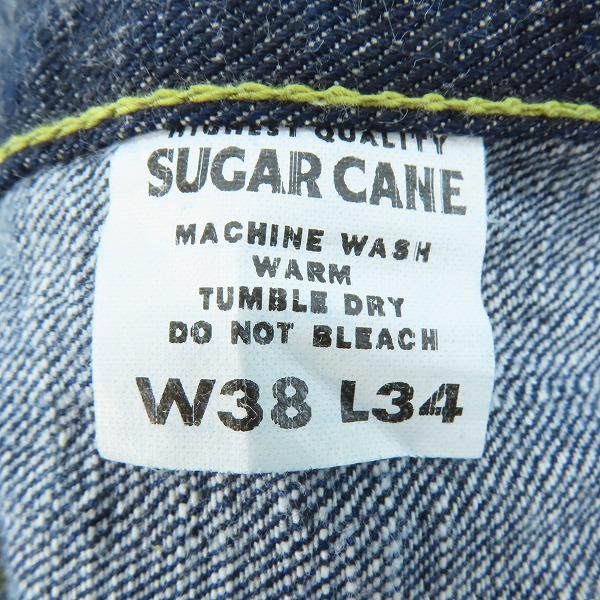 HIGHEST QUALITY
SUGAR CANE
MACHINE WASH
WARM
TUMBLE DRY
DO NOT BLEACH
W38 L34